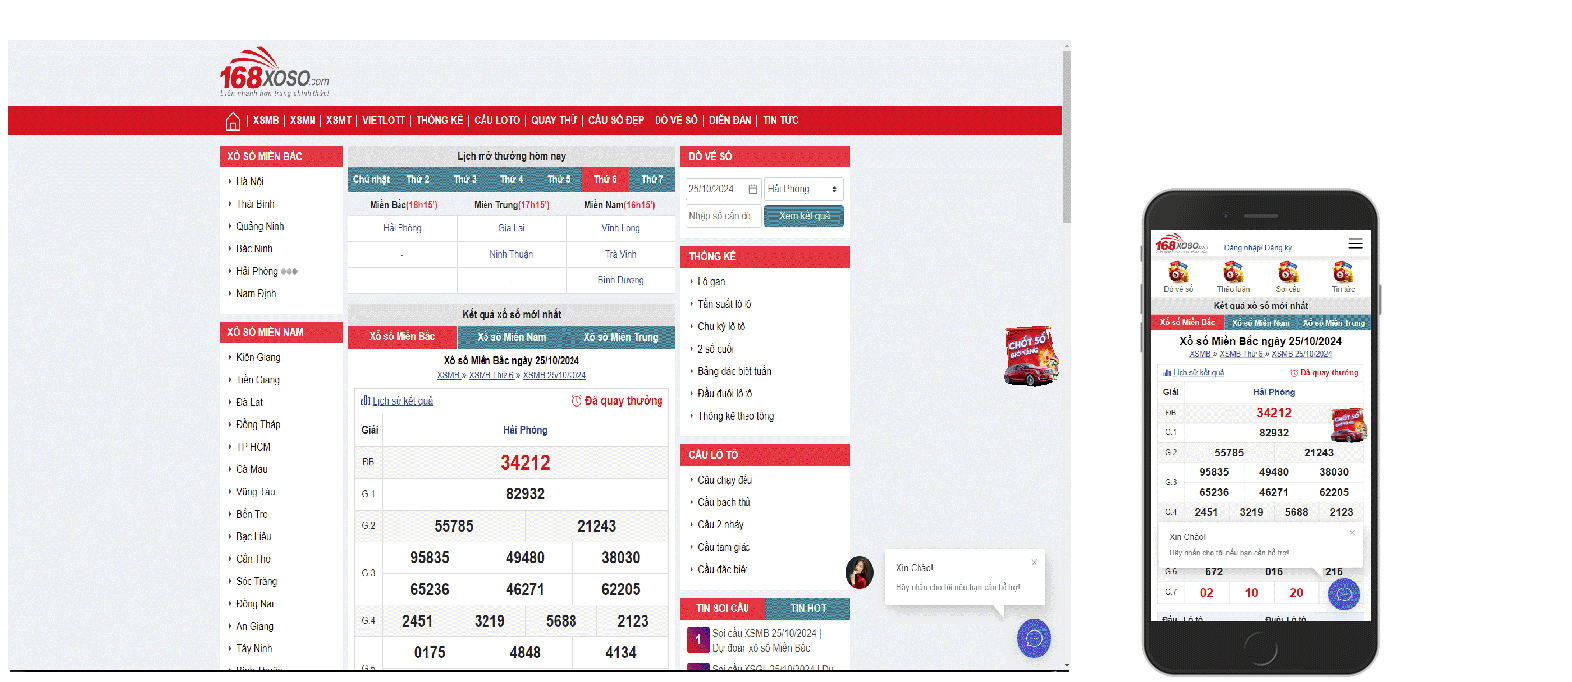 168XOSO.com
XSMB | XSMN | XSMT | VIETLOTT | THỐNG KÊ | CẦU LOTO | QUAY THỬ | CẦU SỐ ĐẸP DÒ VÉ SỐ | DIỄN ĐÀN | TIN TỨC
XỔ SỐ MIỀN BẮC
Hà Nội
Thái Bình
Quảng Ninh
Bắc Ninh
Hải Phòng
Nam Định
XỔ SỐ MIỀN NAM
Kiên Giang
Tiền Giang
Đà Lạt
Đồng Tháp
TP HCM
Cà Mau
Vũng Tàu
Bến Tre
Bạc Liêu
Cần Thơ
Sóc Trăng
Đồng Nai
An Giang
Tây Ninh
Lịch mở thưởng hôm nay
Chủ nhật Thứ 2 Thứ 3 Thứ 4 Thứ 5 Thứ 6 Thứ 7
Miền Bắc(18h15') Miền Trung(17h15') Miền Nam(16h15')
Hải Phòng Gia Lai Vĩnh Long
- Ninh Thuận Trà Vinh
Bình Dương
Kết quả xổ số mới nhất
Xổ số Miền Bắc Xổ số Miền Nam Xổ số Miền Trung
Xổ số Miền Bắc ngày 25/10/2024
XSMB » XSMB Thứ 6 » XSMB 25/10/2024
Lịch sử kết quả Đã quay thưởng
Giải Hải Phòng
ĐB 34212
G.1 82932
G.2 55785 21243
G.3 95835 49480 38030
65236 46271 62205
G.4 2451 3219 5688 2123
0175 4848 4134
G.5
DÒ VÉ SỐ
25/10/2024 Hải Phòng
Nhập số cần dò Xem kết quả
THỐNG KÊ
Lô gan
Tần suất lô tô
Chu kỳ lô tô
2 số cuối
Bảng đặc biệt tuần
Đầu đuôi lô tô
Thống kê theo tổng
CẦU LÔ TÔ
Cầu chạy đều
Cầu bạch thủ
Cầu 2 nháy
Cầu tam giác
Cầu đặc biệt
TIN SOI CẦU TIN HOT
1 Soi cầu XSMB 25/10/2024 |
Dự đoán xổ số Miền Bắc
Soi cầu XSGL 25/10/2024 | Dự
CHỐT SỐ
Xin Chào!
Hãy nhắn cho tôi nếu bạn cần hỗ trợ!
168XOSO.com Đăng nhập/ Đăng ký
Dò vé số Thảo luận Soi cầu Tin tức
Kết quả xổ số mới nhất
Xổ số Miền Bắc Xổ số Miền Nam Xổ số Miền Trung
Xổ số Miền Bắc ngày 25/10/2024
XSMB » XSMB Thứ 6 » XSMB 25/10/2024
Lịch sử kết quả Đã quay thưởng
Giải Hải Phòng
ĐB 34212
G.1 82932
G.2 55785 21243
G.3 95835 49480 38030
65236 46271 62205
G.4 2451 3219 5688 2123
CHỐT SỐ
Xin Chào!
Hãy nhắn cho tôi nếu bạn cần hỗ trợ!
G.6 672 016 216
G.7 02 10 20
Đầu Lô tô Đuôi Lô tô